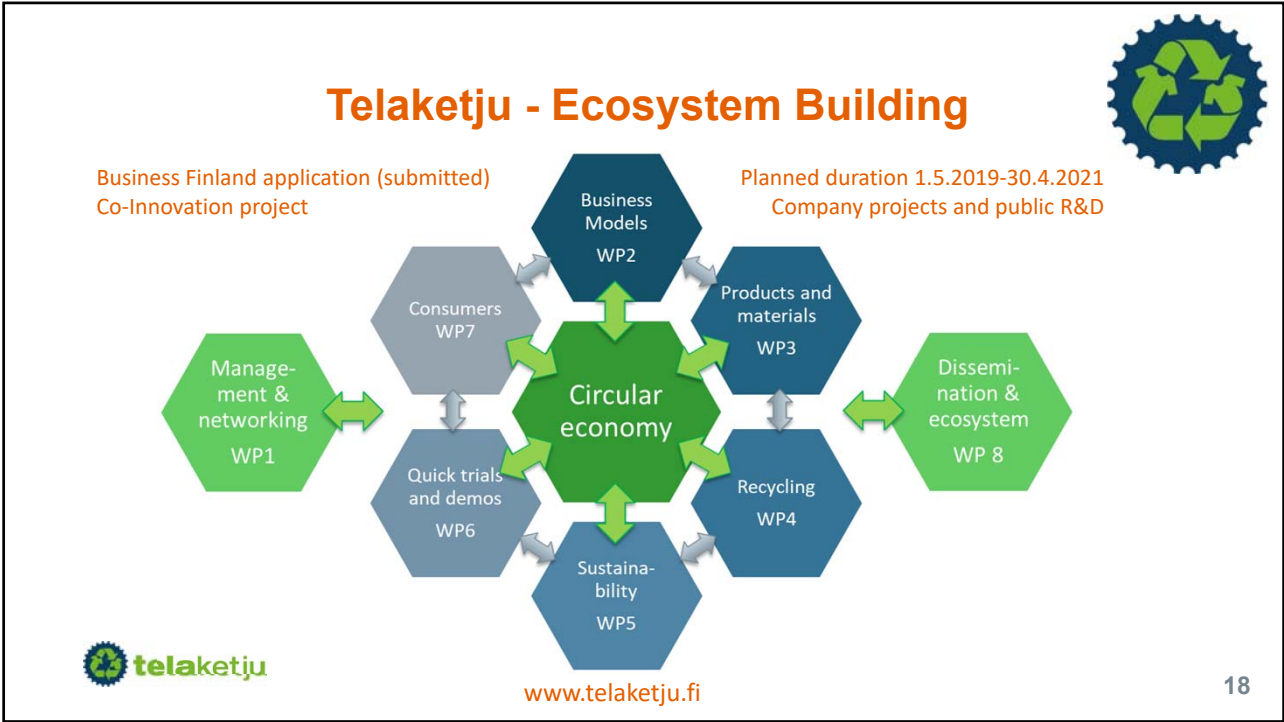 Telaketju - Ecosystem Building
Business Finland application (submitted)
Co-Innovation project
Planned duration 1.5.2019-30.4.2021
Company projects and public R&D
Business
Models
WP2
Consumers
WP7
Products and
materials
WP3
Manage-
ment &
networking
WP1
Circular
economy
Dissemi-
nation &
ecosystem
WP 8
Quick trials
and demos
WP6
Recycling
WP4
Sustaina-
bility
WP5
telaketju
www.telaketju.fi
18